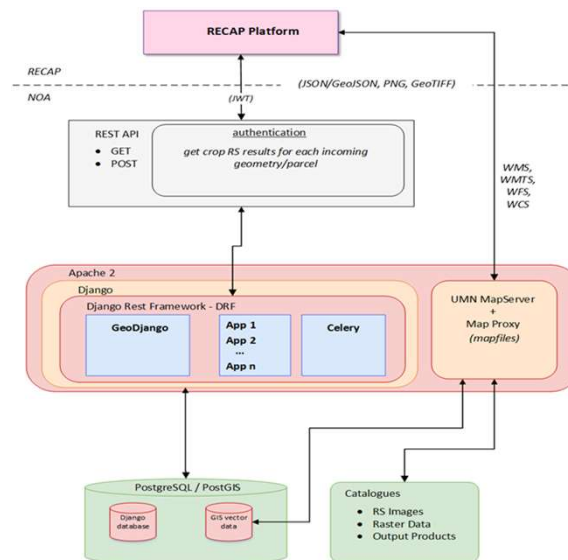 RECAP Platform
RECAP
(JSON/GeoJSON, PNG, GeoTIFF)
NOA
(JWT)
REST API
• GET
• POST
authentication
get crop RS results for each incoming
geometry/parcel
WMS,
WMTS,
WFS,
WCS
Apache 2
Django
Django Rest Framework - DRF
GeoDjango
App 1
App 2
...
App n
Celery
UMN MapServer
+
Map Proxy
(mapfiles)
PostgreSQL / PostGIS
Django
database
GIS vector
data
Catalogues
• RS Images
• Raster Data
• Output Products